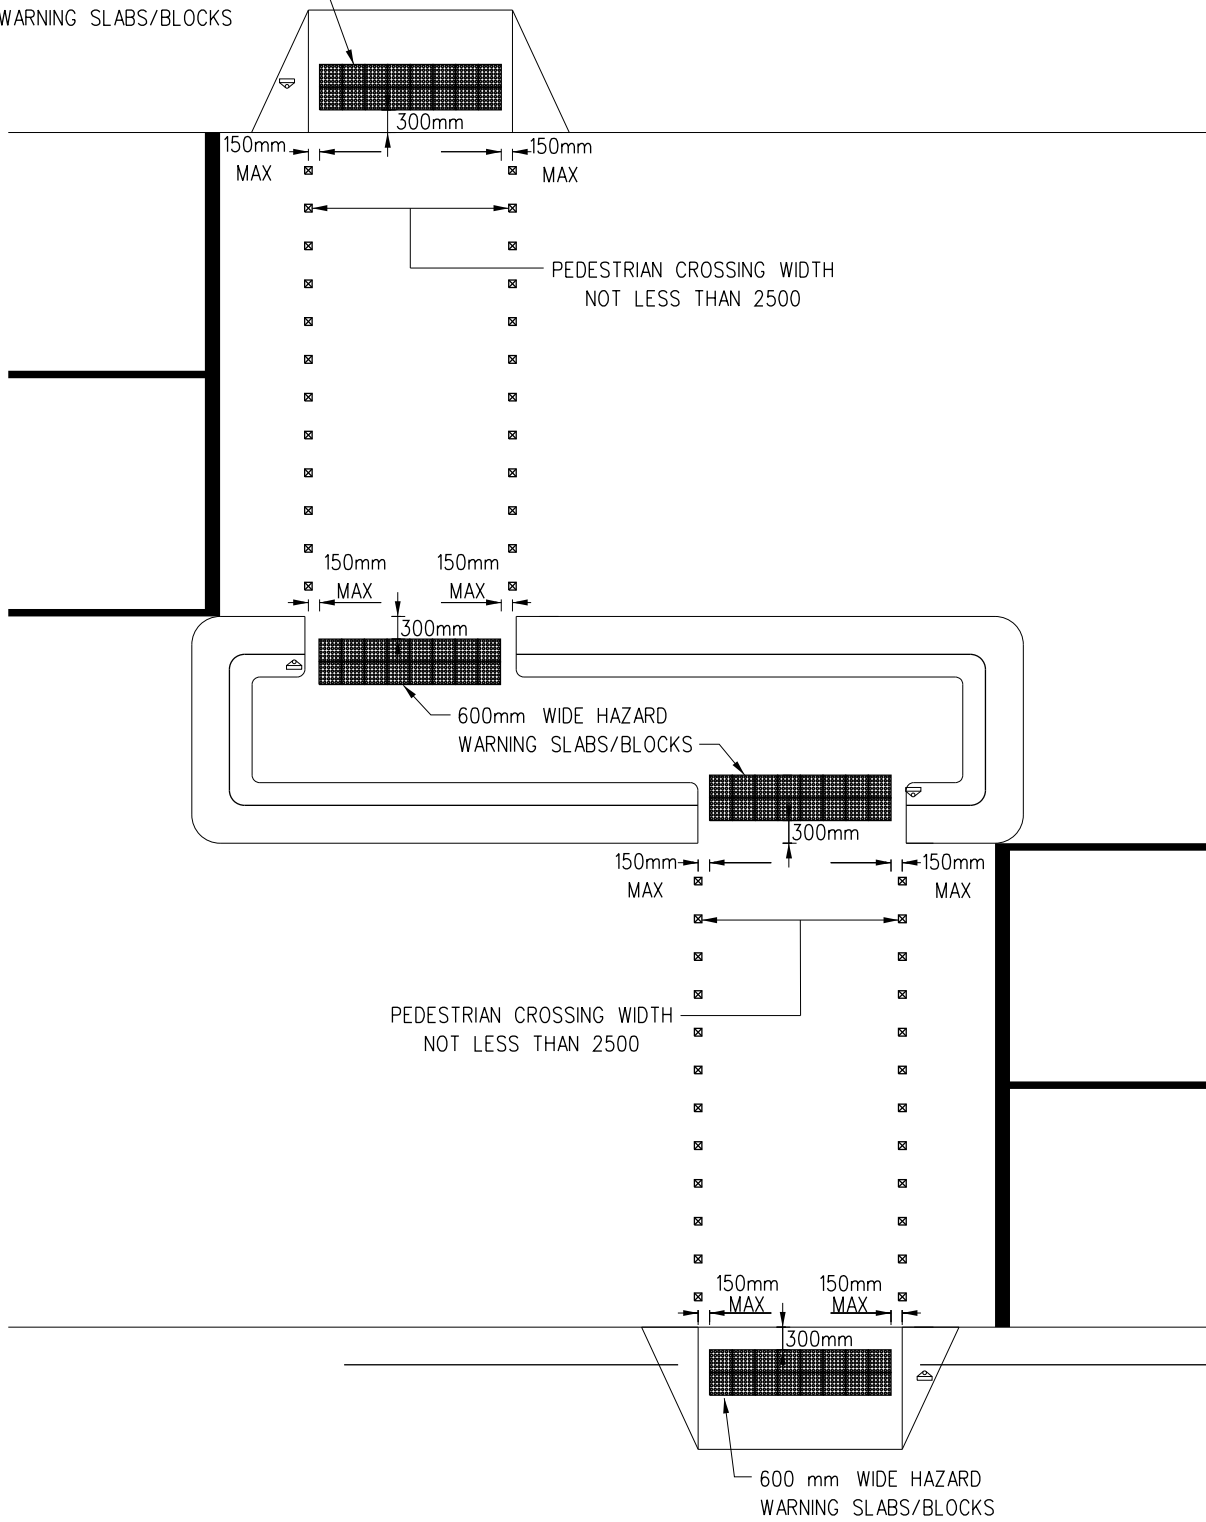 WARNING SLABS/BLOCKS
300mm
150mm
MAX
150mm
MAX
PEDESTRIAN CROSSING WIDTH
NOT LESS THAN 2500
150mm
MAX
150mm
MAX
300mm
600mm WIDE HAZARD
WARNING SLABS/BLOCKS
300mm
150mm
MAX
150mm
MAX
PEDESTRIAN CROSSING WIDTH
NOT LESS THAN 2500
150mm
MAX
150mm
MAX
300mm
600 mm WIDE HAZARD
WARNING SLABS/BLOCKS